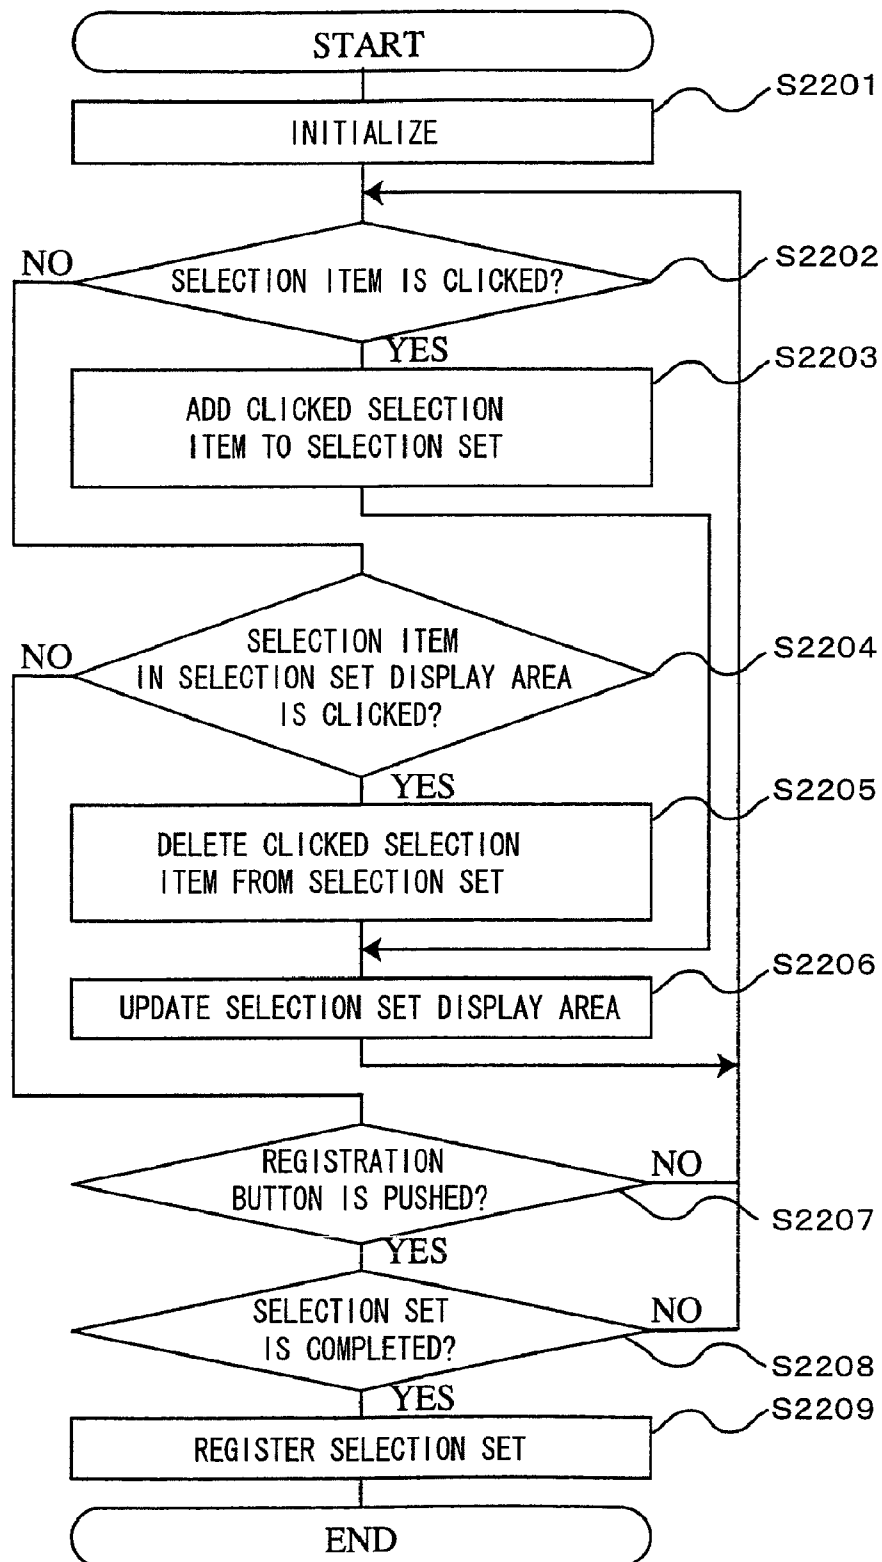 START
S2201
INITIALIZE
NO
SELECTION ITEM IS CLICKED?
S2202
YES
S2203
ADD CLICKED SELECTION
ITEM TO SELECTION SET
NO
SELECTION ITEM
IN SELECTION SET DISPLAY AREA
IS CLICKED?
S2204
YES
S2205
DELETE CLICKED SELECTION
ITEM FROM SELECTION SET
S2206
UPDATE SELECTION SET DISPLAY AREA
REGISTRATION
BUTTON IS PUSHED?
NO
S2207
YES
SELECTION SET
IS COMPLETED?
NO
S2208
YES
S2209
REGISTER SELECTION SET
END